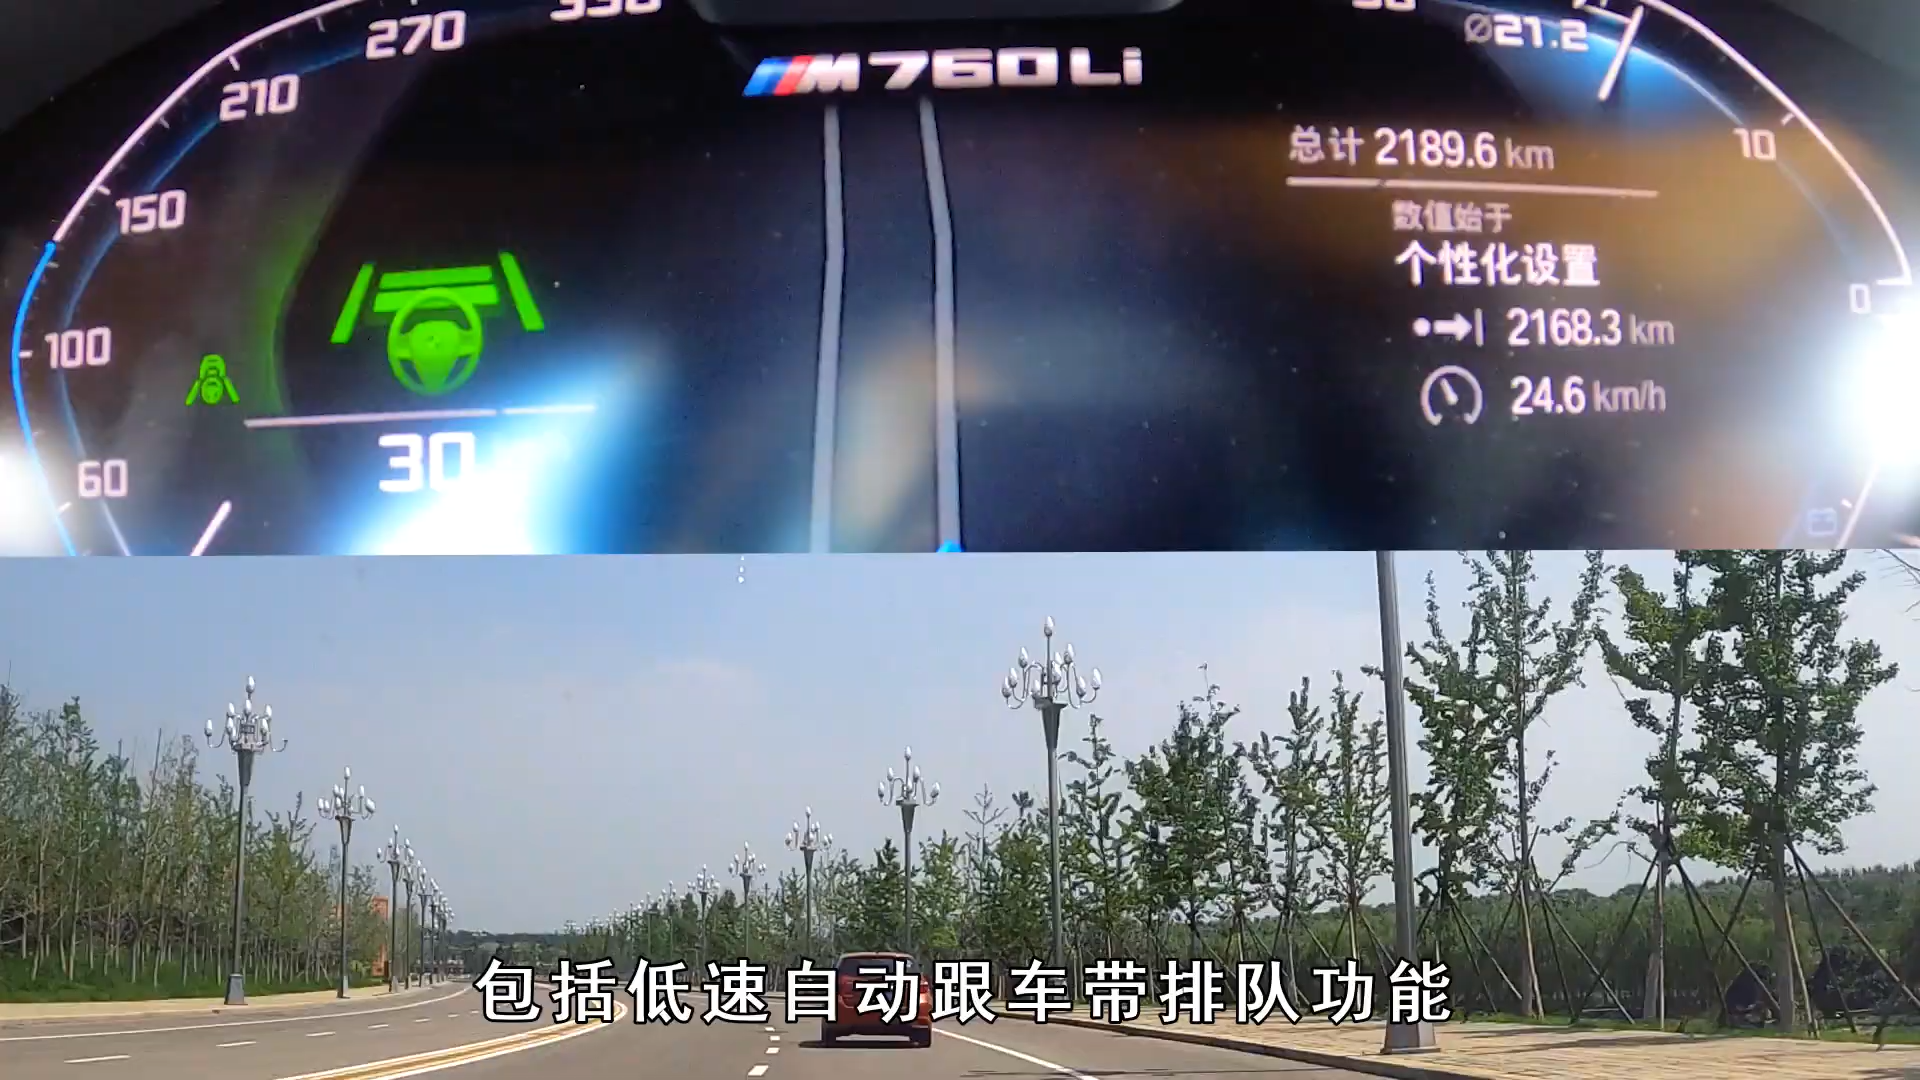 330
270
210
150
100
60
M760Li
30
30
⌀21.2
10
0
总计 2189.6 km
数值始于
个性化设置
2168.3 km
24.6 km/h
包括低速自动跟车带排队功能